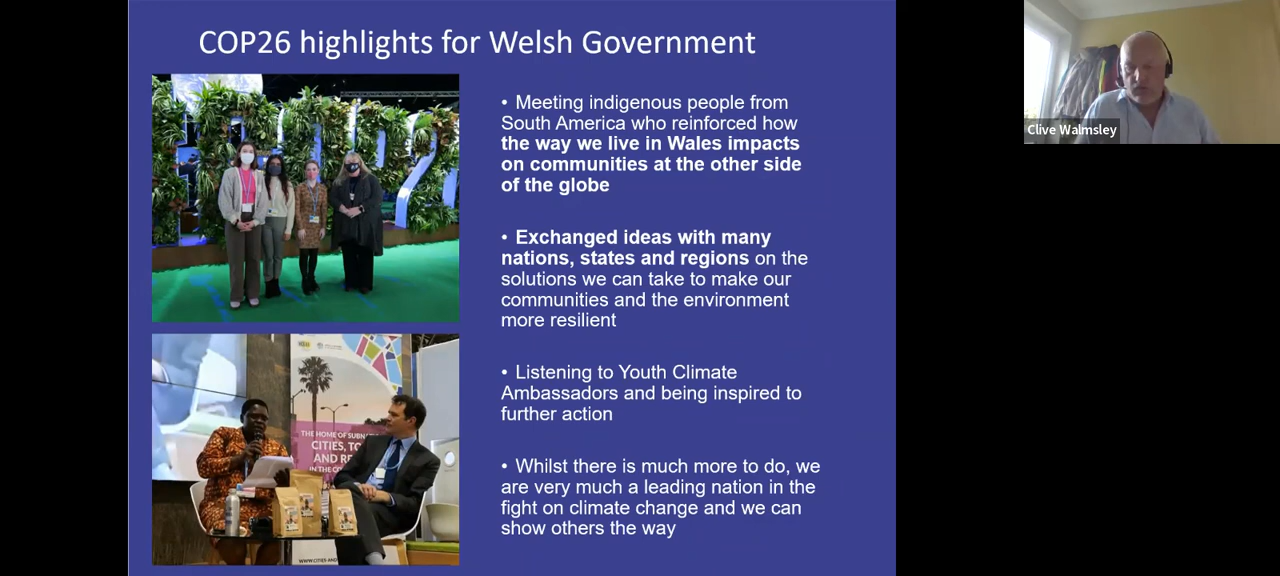 COP26 highlights for Welsh Government
• Meeting indigenous people from
South America who reinforced how
the way we live in Wales impacts
on communities at the other side
of the globe
• Exchanged ideas with many
nations, states and regions on the
solutions we can take to make our
communities and the environment
more resilient
• Listening to Youth Climate
Ambassadors and being inspired to
further action
• Whilst there is much more to do, we
are very much a leading nation in the
fight on climate change and we can
show others the way
THE HOME OF
CITIES,
AND
IN THE
Clive Walmsley